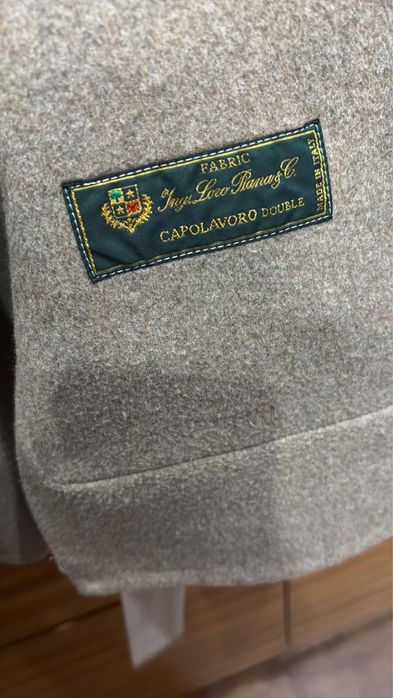 FABRIC
Ing. Loro Piana & C.
CAPOLAVORO DOUBLE
MADE IN ITALY